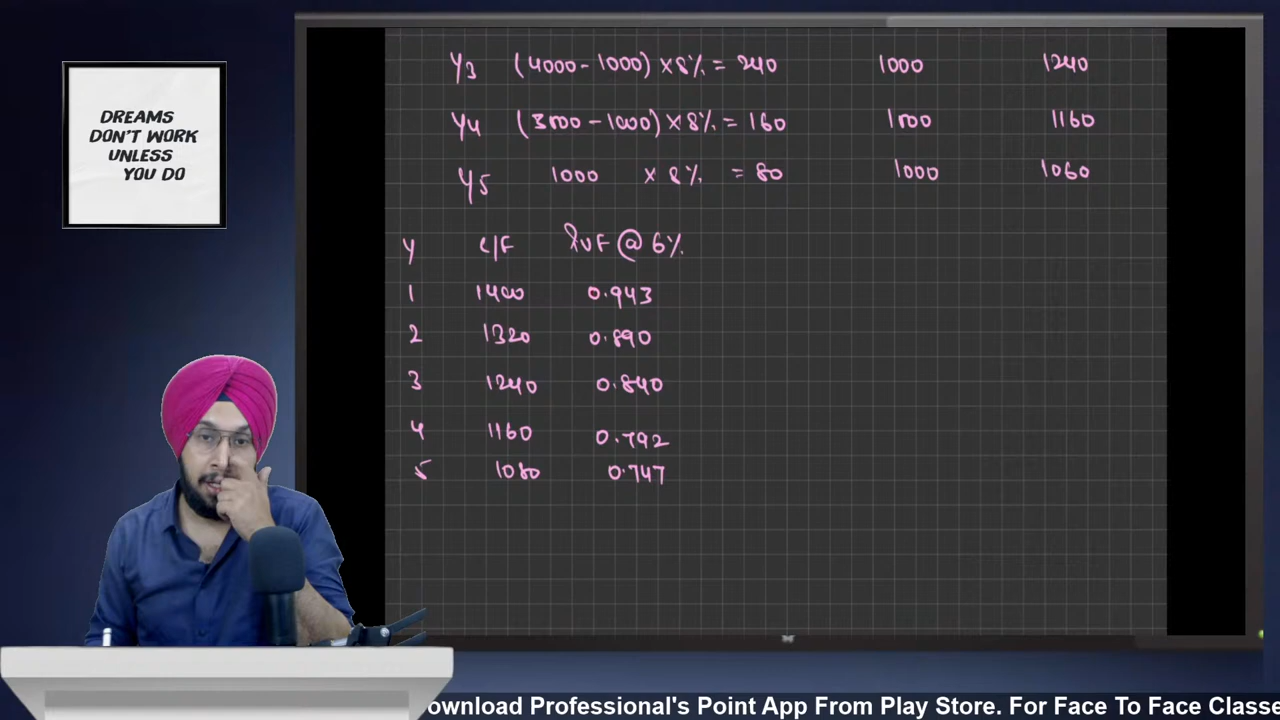 DREAMS
DON'T WORK
UNLESS
YOU DO
Y3 (4000-1000) x 8% = 240 1000 1240
Y4 (3000-1000) x 8% = 160 1000 1160
Y5 1000 x 8% = 80 1000 1060
Y C/F PVF @ 6%
1 1400 0.943
2 1320 0.890
3 1240 0.840
4 1160 0.792
5 1080 0.747
ownload Professional's Point App From Play Store. For Face To Face Classe